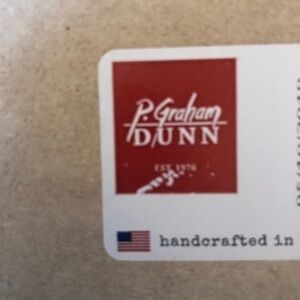 P. Graham
DUNN
EST. 1976
handcrafted in